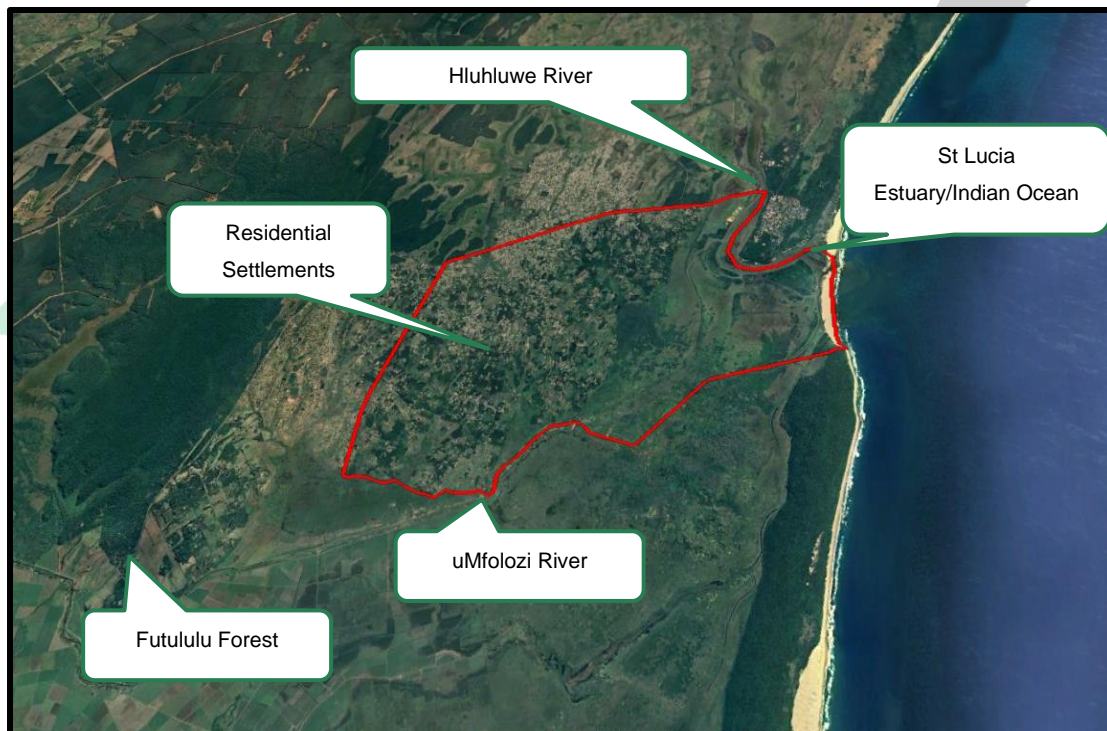 Hluhluwe River
St Lucia
Estuary/Indian Ocean
Residential
Settlements
uMfolozi River
Futululu Forest